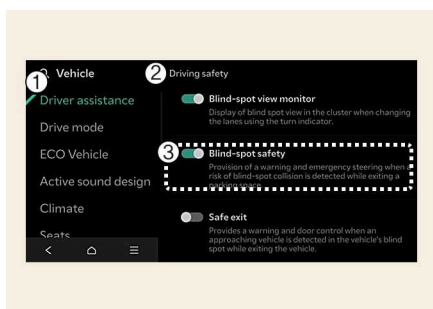 Vehicle
1
Driver assistance
Drive mode
ECO Vehicle
Active sound design
Climate
Seats
2
Driving safety
Blind-spot view monitor
Display of blind spot view in the cluster when changing
the lanes using the turn indicator.
3
Blind-spot safety
Provision of a warning and emergency steering when a
risk of blind-spot collision is detected while exiting a
parking space.
Safe exit
Provides a warning and door control when an
approaching vehicle is detected in the vehicle's blind
spot while exiting the vehicle.